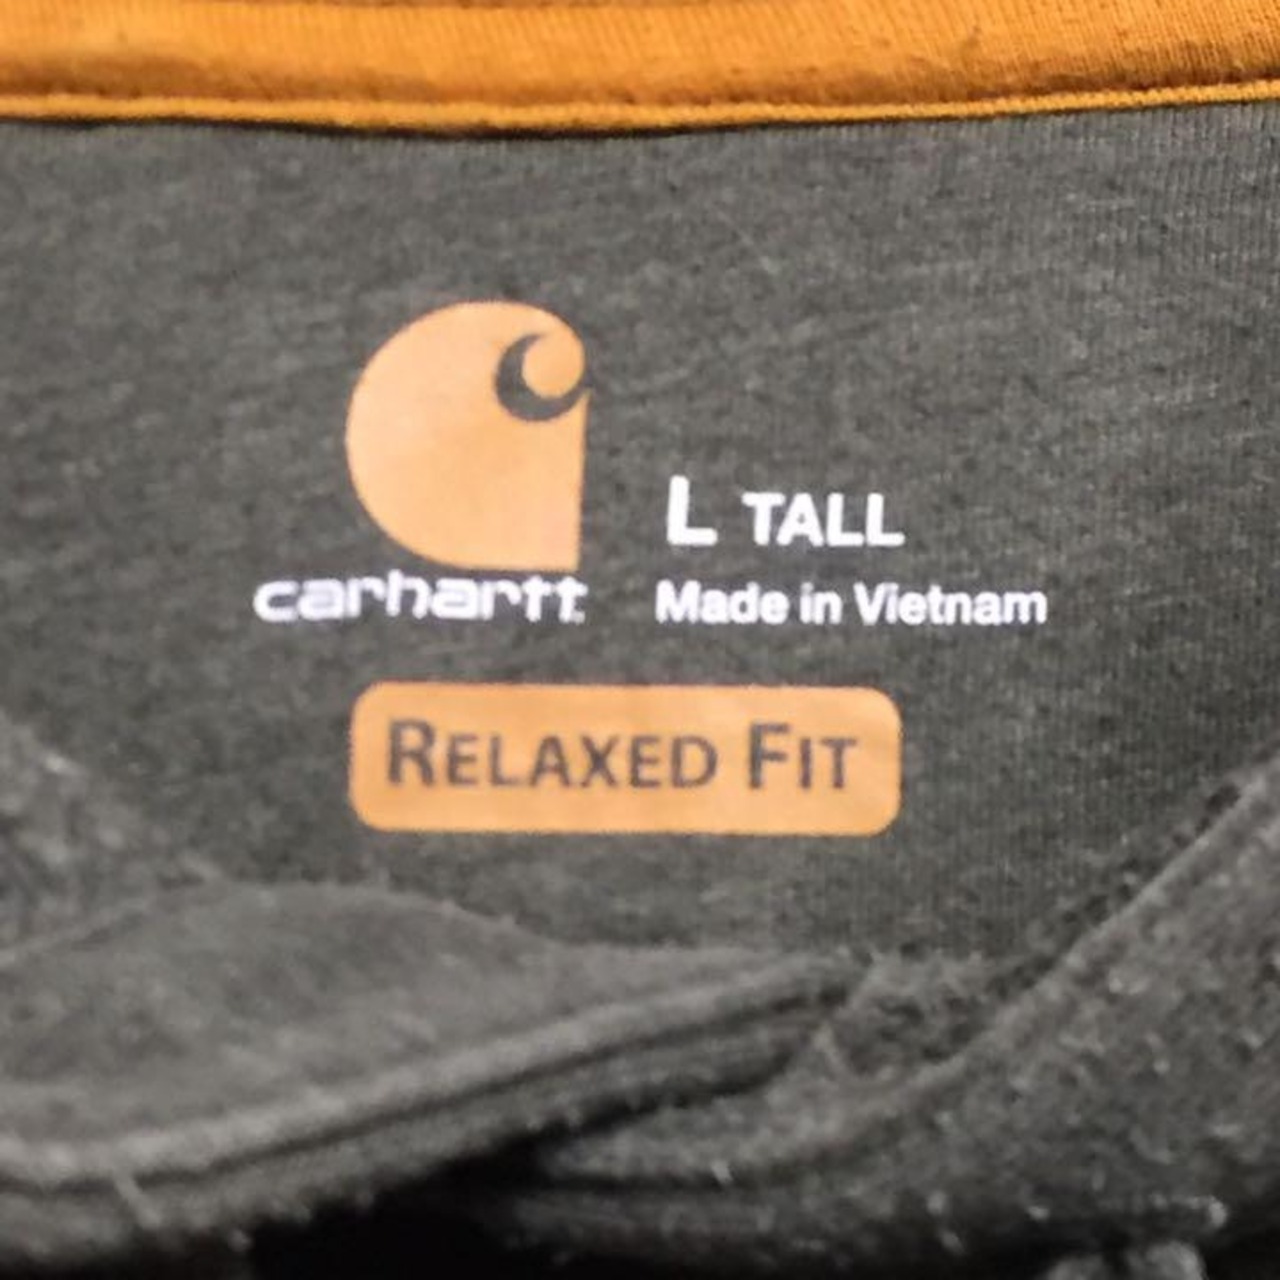 L TALL
carhartt
Made in Vietnam
RELAXED FIT